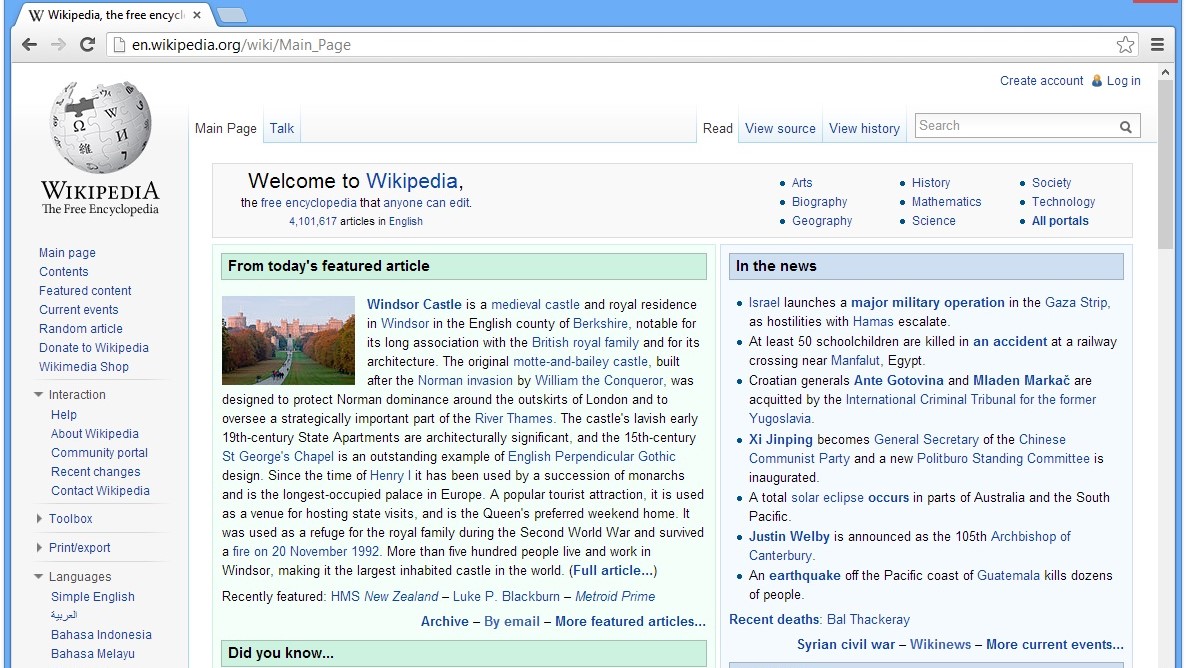 Wikipedia, the free encycl
en.wikipedia.org/wiki/Main_Page
Create account Log in
Main Page Talk Read View source View history Search
WIKIPEDIA
The Free Encyclopedia
Main page
Contents
Featured content
Current events
Random article
Donate to Wikipedia
Wikimedia Shop
Interaction
Help
About Wikipedia
Community portal
Recent changes
Contact Wikipedia
Toolbox
Print/export
Languages
Simple English
العربية
Bahasa Indonesia
Bahasa Melayu
Welcome to Wikipedia,
the free encyclopedia that anyone can edit.
4,101,617 articles in English
Arts
Biography
Geography
History
Mathematics
Science
Society
Technology
All portals
From today's featured article
Windsor Castle is a medieval castle and royal residence
in Windsor in the English county of Berkshire, notable for
its long association with the British royal family and for its
architecture. The original motte-and-bailey castle, built
after the Norman invasion by William the Conqueror, was
designed to protect Norman dominance around the outskirts of London and to
oversee a strategically important part of the River Thames. The castle's lavish early
19th-century State Apartments are architecturally significant, and the 15th-century
St George's Chapel is an outstanding example of English Perpendicular Gothic
design. Since the time of Henry I it has been used by a succession of monarchs
and is the longest-occupied palace in Europe. A popular tourist attraction, it is used
as a venue for hosting state visits, and is the Queen's preferred weekend home. It
was used as a refuge for the royal family during the Second World War and survived
a fire on 20 November 1992. More than five hundred people live and work in
Windsor, making it the largest inhabited castle in the world. (Full article...)
Recently featured: HMS New Zealand – Luke P. Blackburn – Metroid Prime
Archive – By email – More featured articles...
Did you know...
In the news
Israel launches a major military operation in the Gaza Strip,
as hostilities with Hamas escalate.
At least 50 schoolchildren are killed in an accident at a railway
crossing near Manfalut, Egypt.
Croatian generals Ante Gotovina and Mladen Markač are
acquitted by the International Criminal Tribunal for the former
Yugoslavia.
Xi Jinping becomes General Secretary of the Chinese
Communist Party and a new Politburo Standing Committee is
inaugurated.
A total solar eclipse occurs in parts of Australia and the South
Pacific.
Justin Welby is announced as the 105th Archbishop of
Canterbury.
An earthquake off the Pacific coast of Guatemala kills dozens
of people.
Recent deaths: Bal Thackeray
Syrian civil war – Wikinews – More current events...